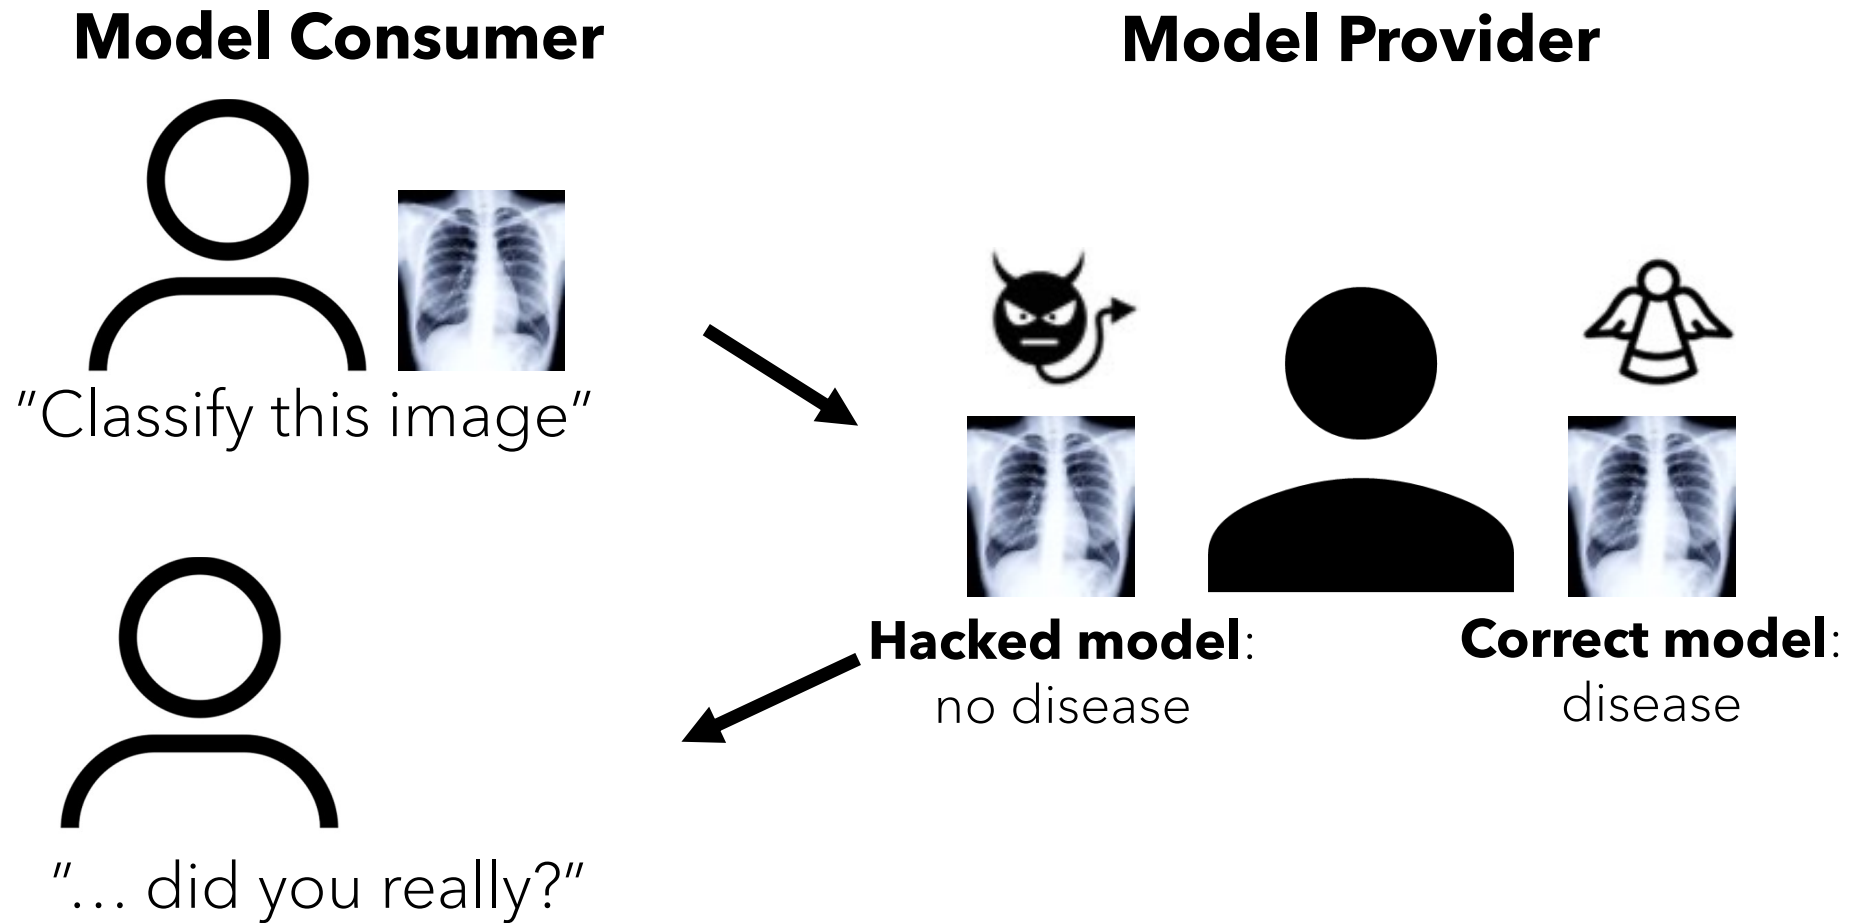 Model Consumer
Model Provider
"Classify this image"
Hacked model:
no disease
Correct model:
disease
"... did you really?"